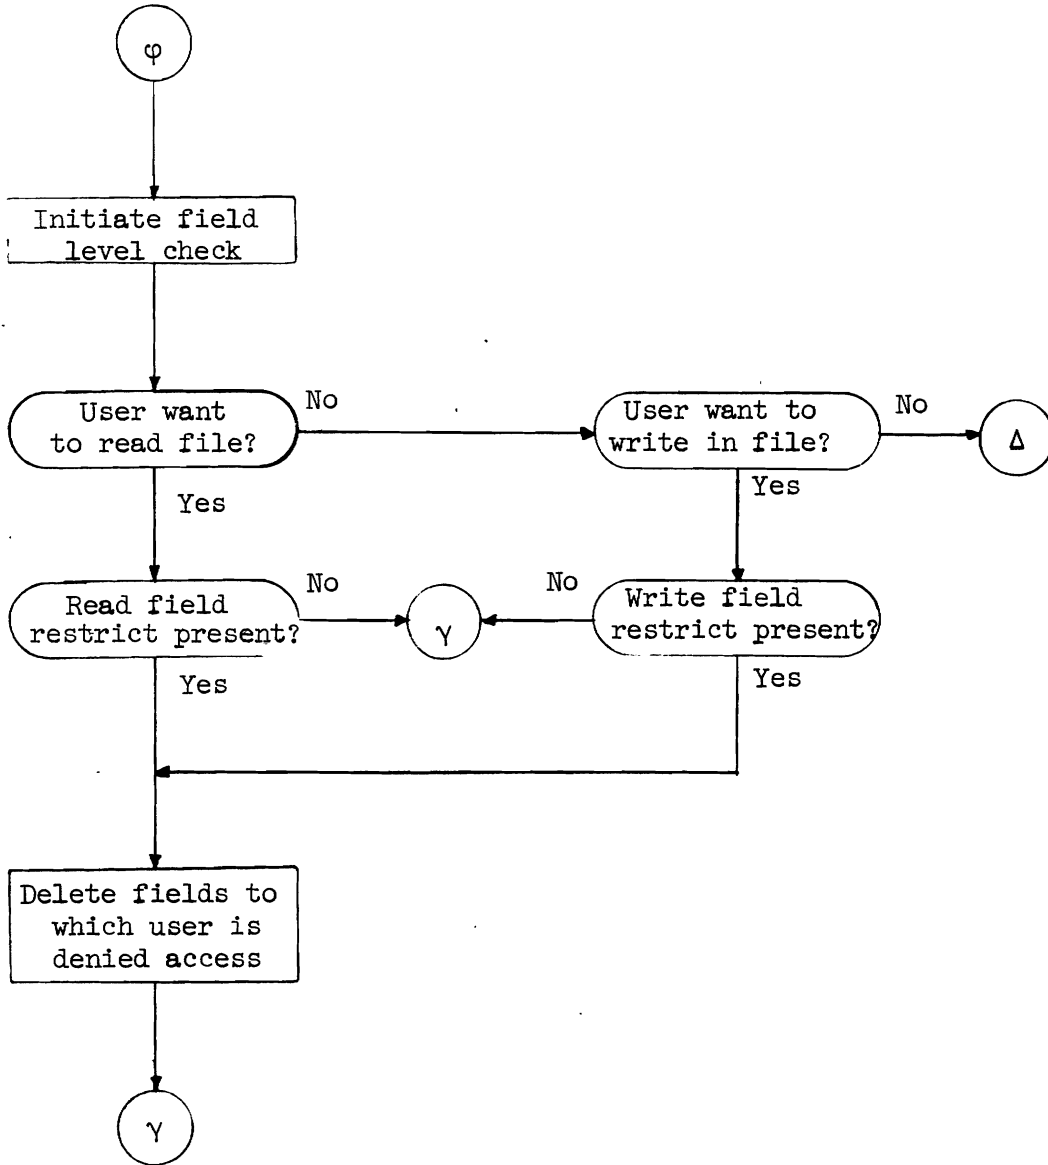 φ
Initiate field
level check
User want
to read file?
No
User want to
write in file?
No
Δ
Yes
Yes
Read field
restrict present?
No
γ
No
Write field
restrict present?
Yes
Yes
Delete fields to
which user is
denied access
γ